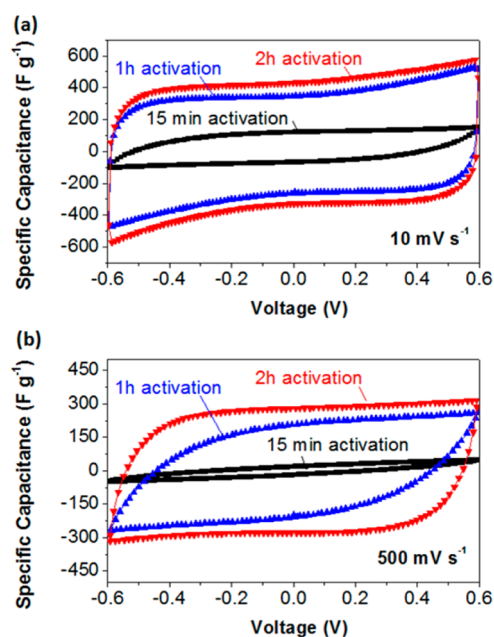 (a)
Specific Capacitance (F g⁻¹)
600
400
200
0
-200
-400
-600
1h activation
2h activation
15 min activation
10 mV s⁻¹
-0.6 -0.4 -0.2 0.0 0.2 0.4 0.6
Voltage (V)
(b)
Specific Capacitance (F g⁻¹)
450
300
150
0
-150
-300
-450
1h activation
2h activation
15 min activation
500 mV s⁻¹
-0.6 -0.4 -0.2 0.0 0.2 0.4 0.6
Voltage (V)